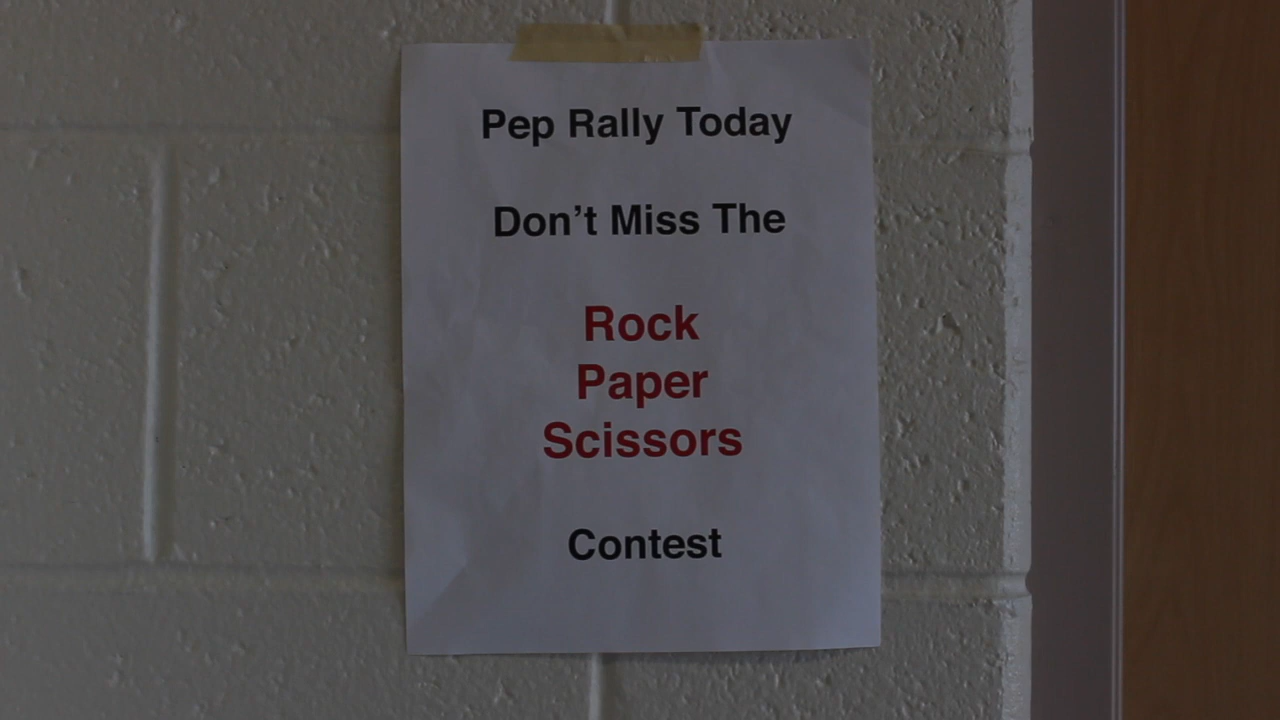 Pep Rally Today
Don’t Miss The
Rock
Paper
Scissors
Contest